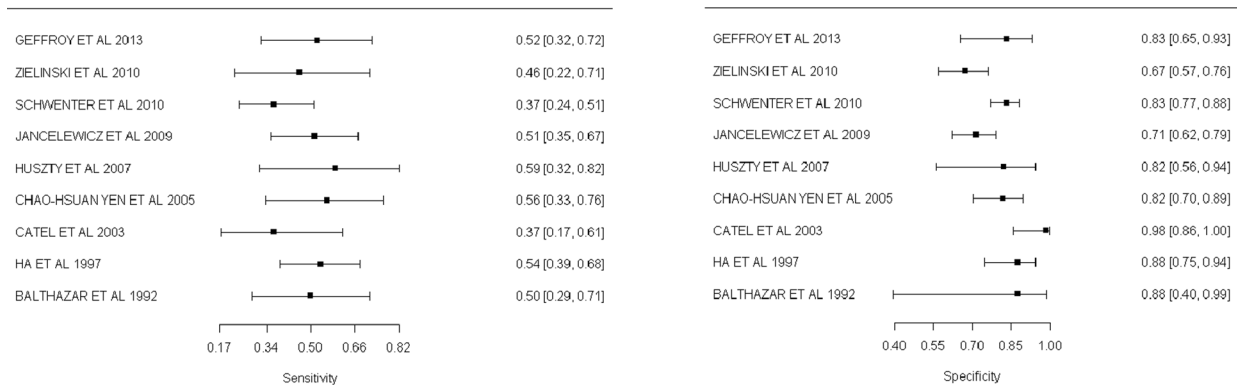 GEFFROY ET AL 2013 0.52 [0.32, 0.72]
ZIELINSKI ET AL 2010 0.46 [0.22, 0.71]
SCHWENTER ET AL 2010 0.37 [0.24, 0.51]
JANCELEWICZ ET AL 2009 0.51 [0.35, 0.67]
HUSZTY ET AL 2007 0.59 [0.32, 0.82]
CHAO-HSUAN YEN ET AL 2005 0.56 [0.33, 0.76]
CATEL ET AL 2003 0.37 [0.17, 0.61]
HA ET AL 1997 0.54 [0.39, 0.68]
BALTHAZAR ET AL 1992 0.50 [0.29, 0.71]
0.17 0.34 0.50 0.66 0.82
Sensitivity
GEFFROY ET AL 2013 0.83 [0.65, 0.93]
ZIELINSKI ET AL 2010 0.67 [0.57, 0.76]
SCHWENTER ET AL 2010 0.83 [0.77, 0.88]
JANCELEWICZ ET AL 2009 0.71 [0.62, 0.79]
HUSZTY ET AL 2007 0.82 [0.56, 0.94]
CHAO-HSUAN YEN ET AL 2005 0.82 [0.70, 0.89]
CATEL ET AL 2003 0.98 [0.86, 1.00]
HA ET AL 1997 0.88 [0.75, 0.94]
BALTHAZAR ET AL 1992 0.88 [0.40, 0.99]
0.40 0.55 0.70 0.85 1.00
Specificity